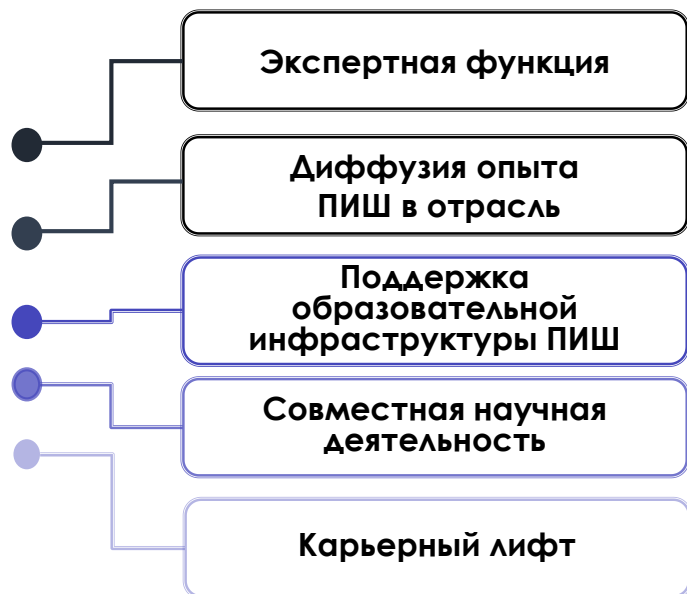 Экспертная функция
Диффузия опыта
ПИШ в отрасль
Поддержка
образовательной
инфраструктуры ПИШ
Совместная научная
деятельность
Карьерный лифт